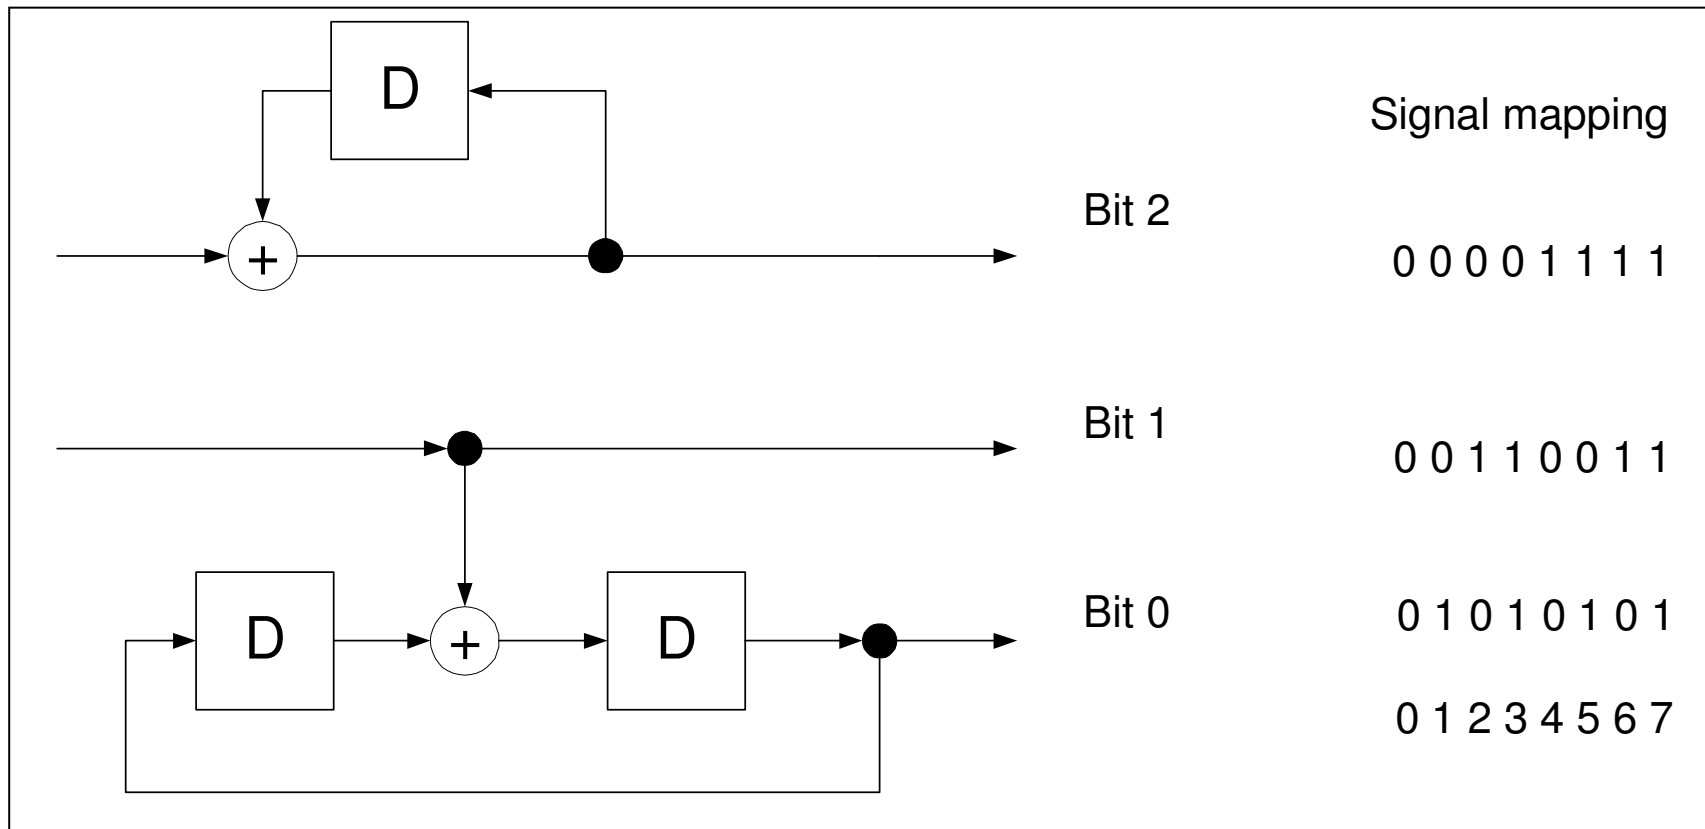 D
Signal mapping
Bit 2
+
0 0 0 0 1 1 1 1
Bit 1
0 0 1 1 0 0 1 1
D
+
D
Bit 0
0 1 0 1 0 1 0 1
0 1 2 3 4 5 6 7